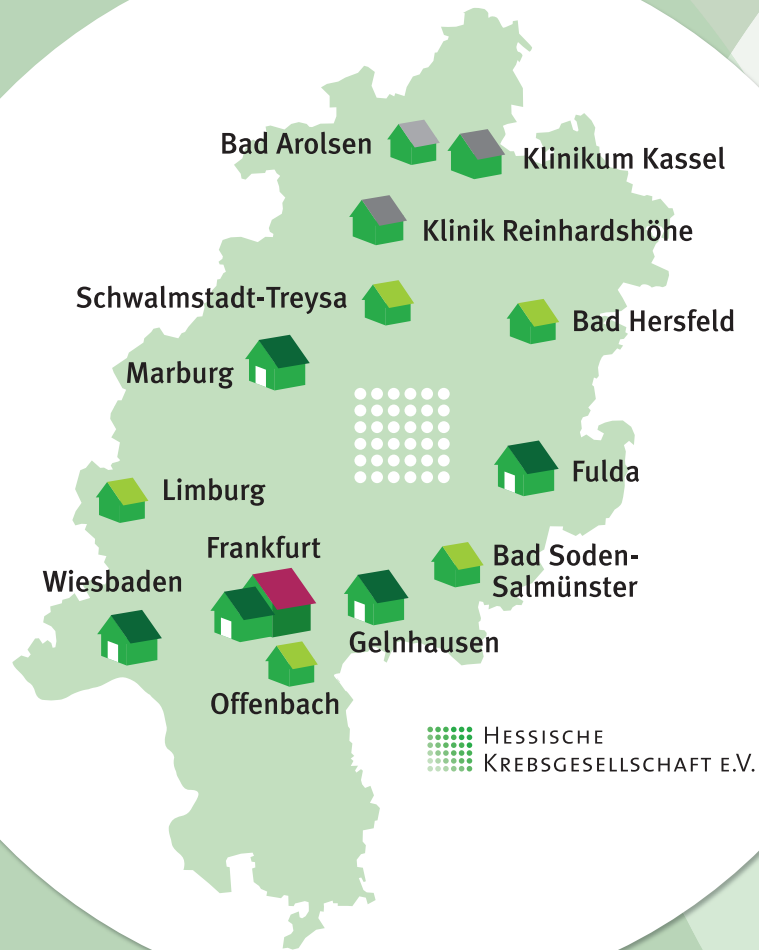 Bad Arolsen
Klinikum Kassel
Klinik Reinhardshöhe
Schwalmstadt-Treysa
Bad Hersfeld
Marburg
Fulda
Limburg
Frankfurt
Bad Soden-
Salmünster
Wiesbaden
Gelnhausen
Offenbach
HESSISCHE
KREBSGESELLSCHAFT E.V.